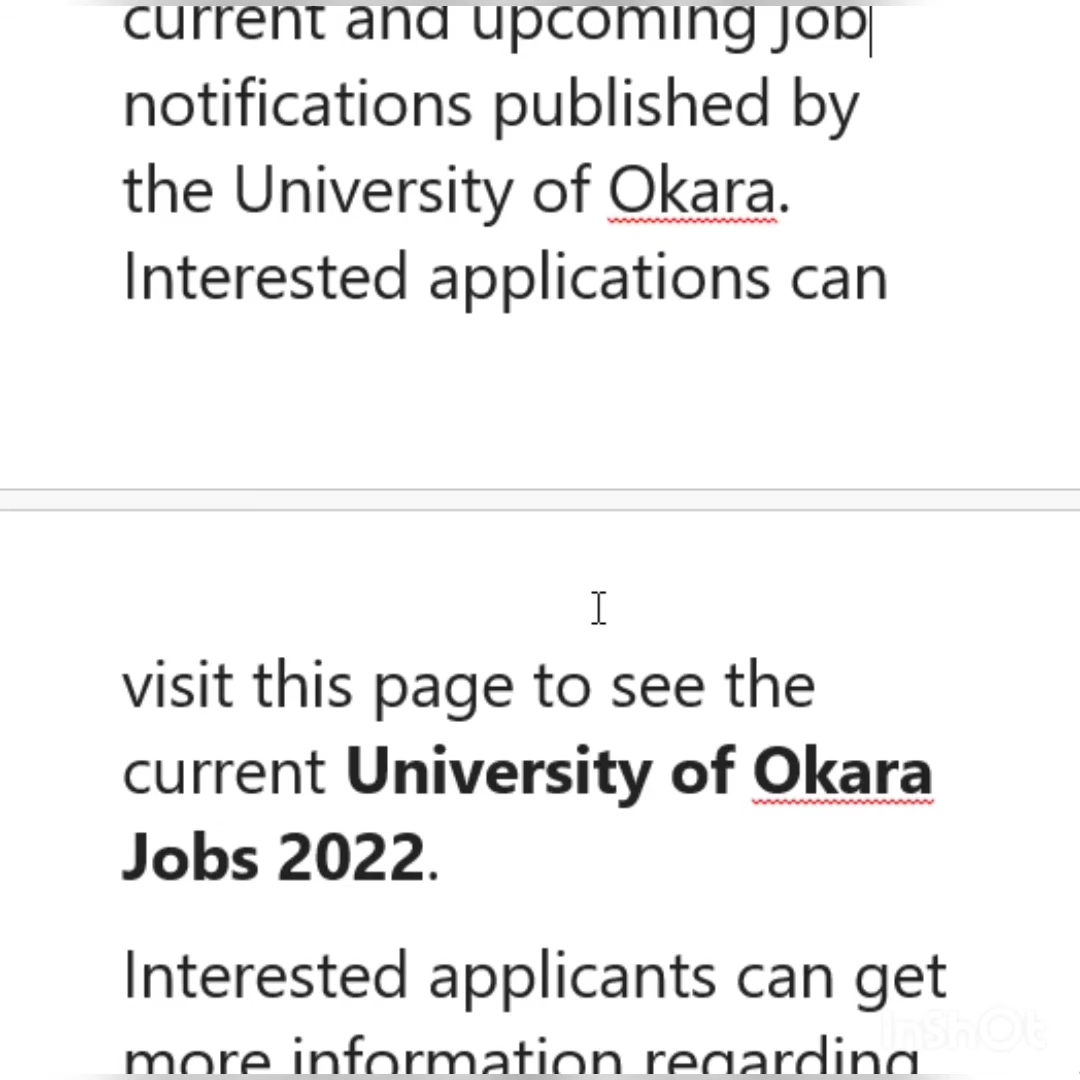 current and upcoming Job
notifications published by
the University of Okara.
Interested applications can
visit this page to see the
current University of Okara
Jobs 2022.
Interested applicants can get
more information regarding
InShOt